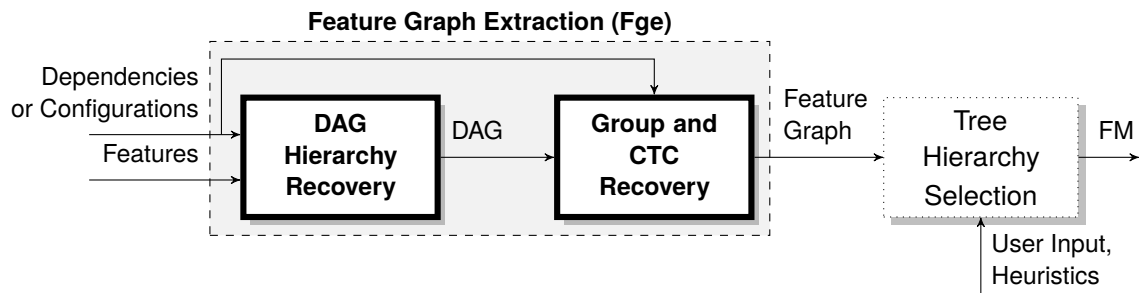 Feature Graph Extraction (Fge)
Dependencies
or Configurations
Features
DAG
Hierarchy
Recovery
DAG
Group and
CTC
Recovery
Feature
Graph
Tree
Hierarchy
Selection
FM
User Input,
Heuristics